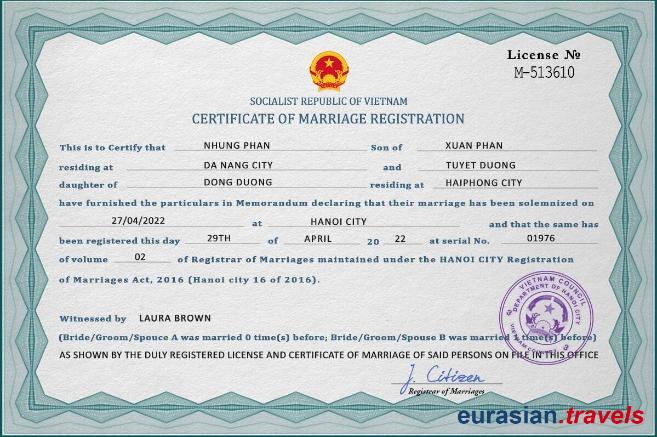 License №
M-513610
SOCIALIST REPUBLIC OF VIETNAM
CERTIFICATE OF MARRIAGE REGISTRATION
This is to Certify that NHUNG PHAN Son of XUAN PHAN
residing at DA NANG CITY and TUYET DUONG
daughter of DONG DUONG residing at HAIPHONG CITY
have furnished the particulars in Memorandum declaring that their marriage has been solemnized on
27/04/2022 at HANOI CITY and that the same has
been registered this day 29TH of APRIL 20 22 at serial No. 01976
of volume 02 of Registrar of Marriages maintained under the HANOI CITY Registration
of Marriages Act, 2016 (Hanoi city 16 of 2016).
Witnessed by LAURA BROWN
(Bride/Groom/Spouce A was married 0 time(s) before; Bride/Groom/Spouse B was married 1 time(s) before)
AS SHOWN BY THE DULY REGISTERED LICENSE AND CERTIFICATE OF MARRIAGE OF SAID PERSONS ON FILE IN THIS OFFICE
VIETNAM COUNCIL
DEPARTMENT OF HANOI CITY
J. Citizen
Registear of Marriages
eurasian.travels